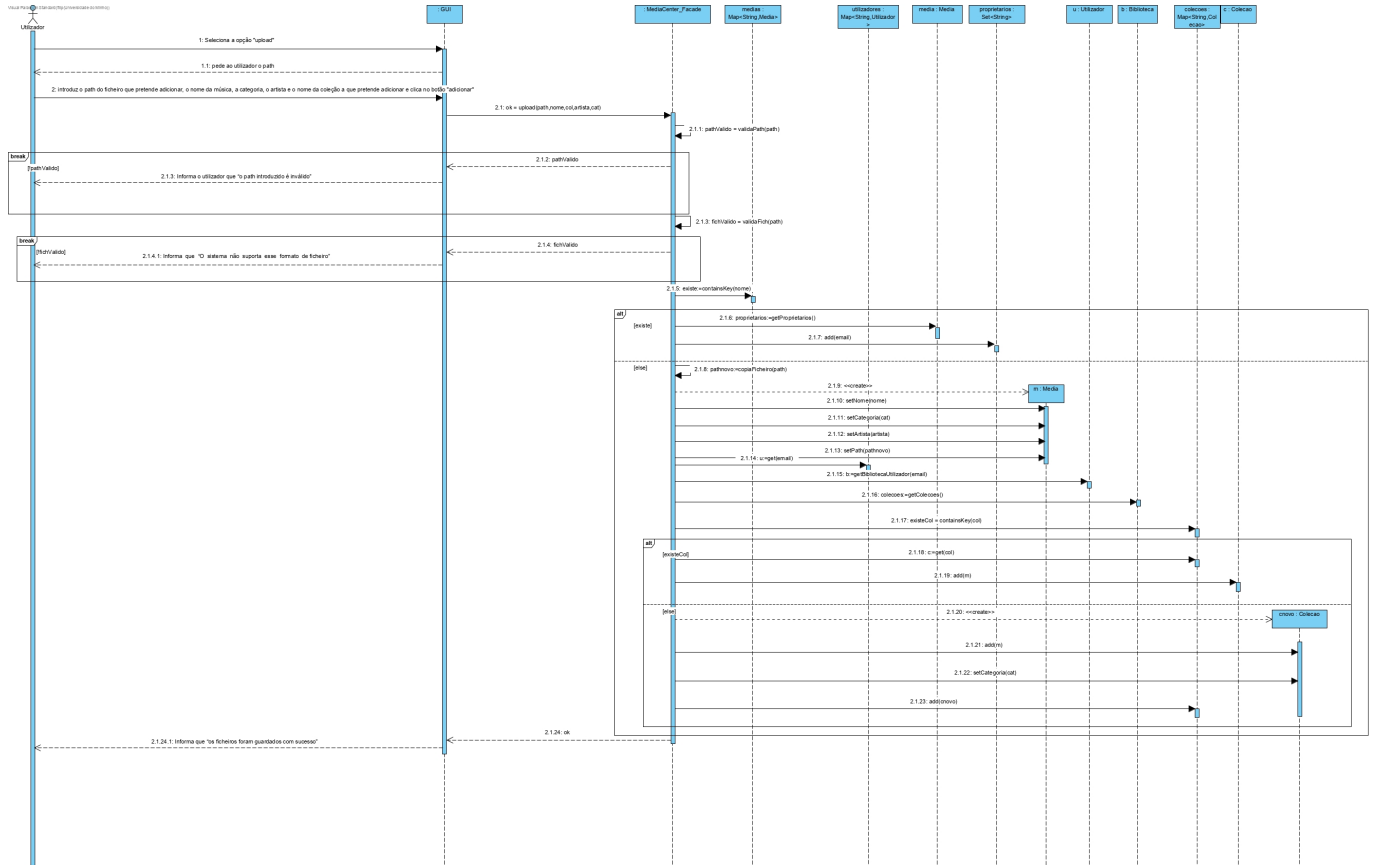 Utilizador
: GUI
: MediaCenter_Facade
medias :
Map<String,Media>
utilizadores :
Map<String,Utilizador
>
media : Media
proprietarios :
Set<String>
u : Utilizador
b : Biblioteca
colecoes :
Map<String,Col
ecao>
c : Colecao
1: Seleciona a opção "upload"
1.1: pede ao utilizador o path
2: introduz o path do ficheiro que pretende adicionar, o nome da música, a categoria, o artista e o nome da coleção a que pretende adicionar e clica no botão "adicionar"
2.1: ok = upload(path,nome,col,artista,cat)
2.1.1: pathValido = validaPath(path)
break
[!pathValido]
2.1.2: pathValido
2.1.3: Informa o utilizador que "o path introduzido é inválido"
2.1.3: fichValido = validaFich(path)
break
[!fichValido]
2.1.4: fichValido
2.1.4.1: Informa que "O sistema não suporta esse formato de ficheiro"
2.1.5: existe:=containsKey(nome)
alt
[existe]
2.1.6: proprietarios:=getProprietarios()
2.1.7: add(email)
[else]
2.1.8: pathnovo:=copiaFicheiro(path)
2.1.9: <<create>>
m : Media
2.1.10: setNome(nome)
2.1.11: setCategoria(cat)
2.1.12: setArtista(artista)
2.1.13: setPath(pathnovo)
2.1.14: u:=get(email)
2.1.15: b:=getBibliotecaUtilizador(email)
2.1.16: colecoes:=getColecoes()
2.1.17: existeCol = containsKey(col)
alt
[existeCol]
2.1.18: c:=get(col)
2.1.19: add(m)
[else]
2.1.20: <<create>>
cnovo : Colecao
2.1.21: add(m)
2.1.22: setCategoria(cat)
2.1.23: add(cnovo)
2.1.24: ok
2.1.24.1: Informa que "os ficheiros foram guardados com sucesso"